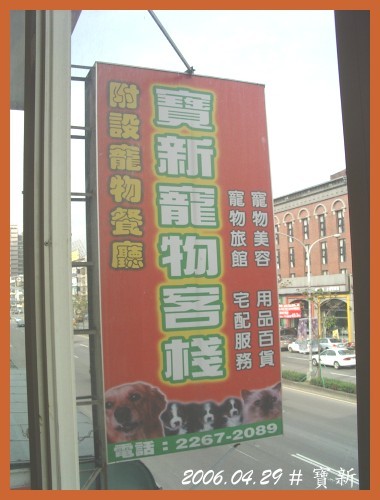 附設寵物餐廳
寶新寵物客棧
寵物美容 用品百貨
寵物旅館 宅配服務
電話：2267-2089
2006.04.29 # 寶新